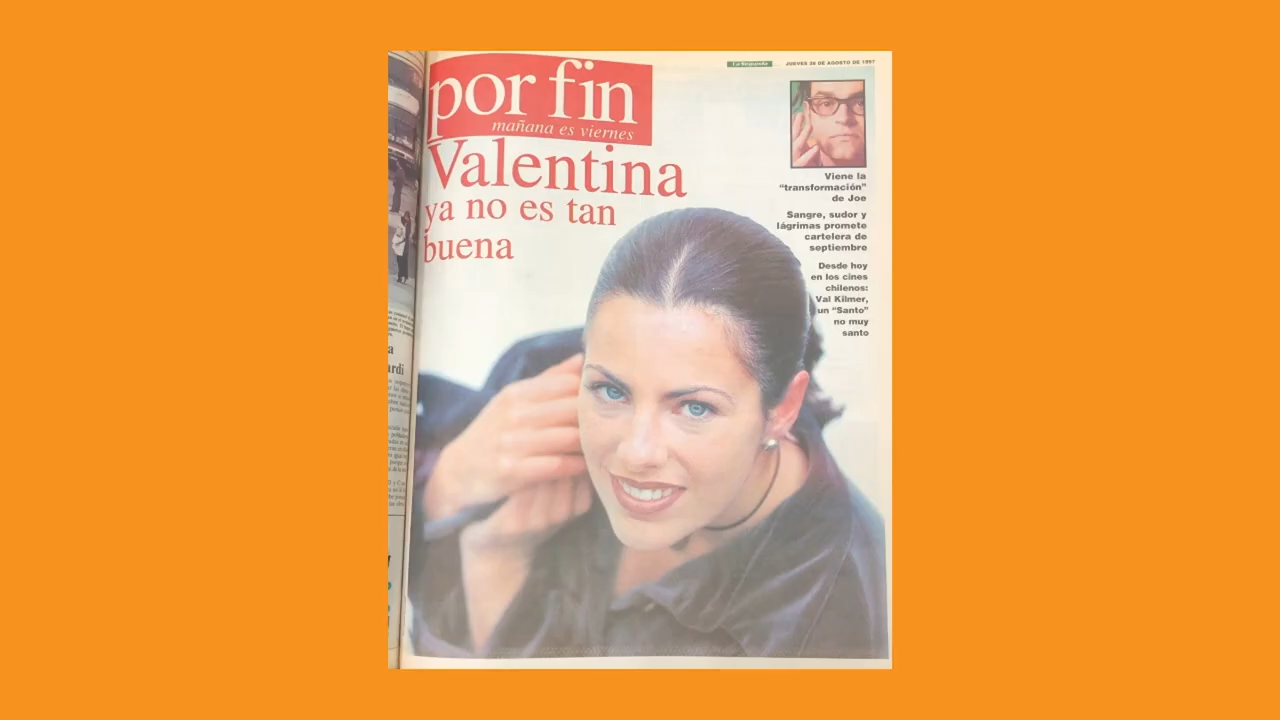 por fin
mañana es viernes
La Segunda
JUEVES 28 DE AGOSTO DE 1997
Valentina
ya no es tan
buena
Viene la
"transformación"
de Joe
Sangre, sudor y
lágrimas promete
cartelera de
septiembre
Desde hoy
en los cines
chilenos:
Val Kilmer,
un "Santo"
no muy
santo